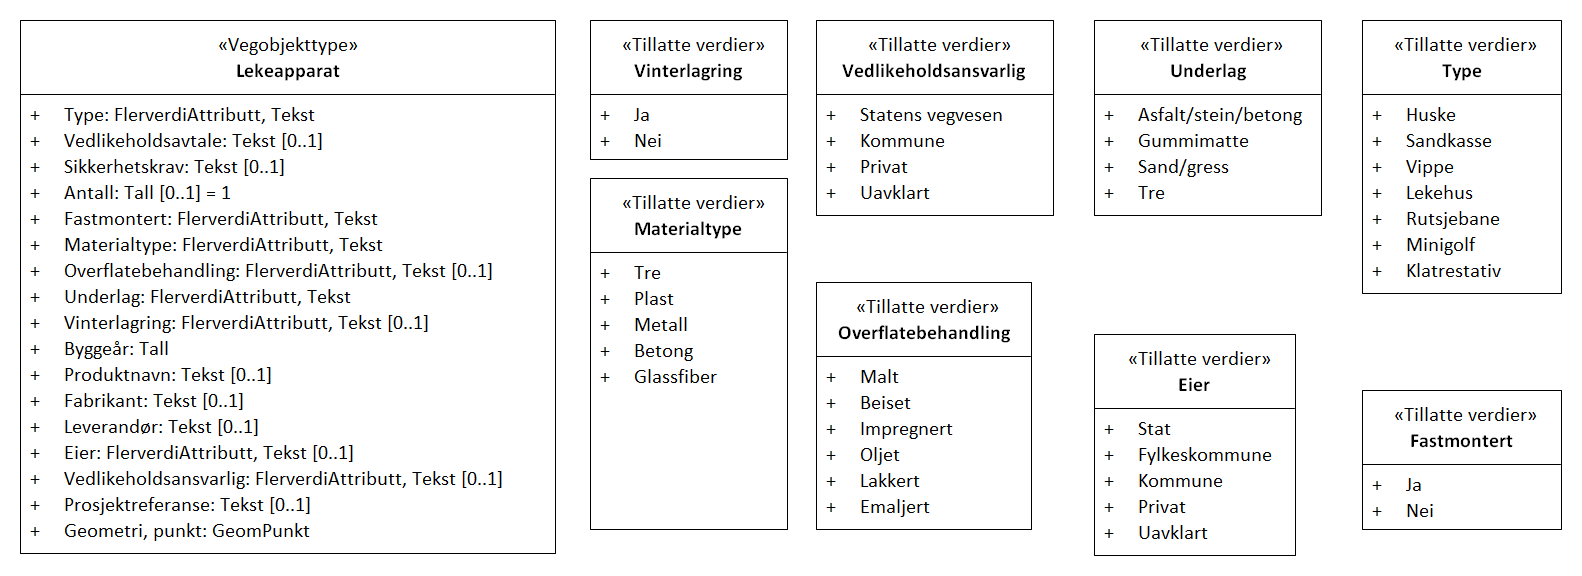 «Vegobjekttype»
Lekeapparat
+ Type: FlerverdiAttributt, Tekst
+ Vedlikeholdsavtale: Tekst [0..1]
+ Sikkerhetskrav: Tekst [0..1]
+ Antall: Tall [0..1] = 1
+ Fastmontert: FlerverdiAttributt, Tekst
+ Materialtype: FlerverdiAttributt, Tekst
+ Overflatebehandling: FlerverdiAttributt, Tekst [0..1]
+ Underlag: FlerverdiAttributt, Tekst
+ Vinterlagring: FlerverdiAttributt, Tekst [0..1]
+ Byggeår: Tall
+ Produktnavn: Tekst [0..1]
+ Fabrikant: Tekst [0..1]
+ Leverandør: Tekst [0..1]
+ Eier: FlerverdiAttributt, Tekst [0..1]
+ Vedlikeholdsansvarlig: FlerverdiAttributt, Tekst [0..1]
+ Prosjektreferanse: Tekst [0..1]
+ Geometri, punkt: GeomPunkt
«Tillatte verdier»
Vinterlagring
+ Ja
+ Nei
«Tillatte verdier»
Materialtype
+ Tre
+ Plast
+ Metall
+ Betong
+ Glassfiber
«Tillatte verdier»
Vedlikeholdsansvarlig
+ Statens vegvesen
+ Kommune
+ Privat
+ Uavklart
«Tillatte verdier»
Overflatebehandling
+ Malt
+ Beiset
+ Impregnert
+ Oljet
+ Lakkert
+ Emaljert
«Tillatte verdier»
Underlag
+ Asfalt/stein/betong
+ Gummimatte
+ Sand/gress
+ Tre
«Tillatte verdier»
Eier
+ Stat
+ Fylkeskommune
+ Kommune
+ Privat
+ Uavklart
«Tillatte verdier»
Type
+ Huske
+ Sandkasse
+ Vippe
+ Lekehus
+ Rutsjebane
+ Minigolf
+ Klatrestativ
«Tillatte verdier»
Fastmontert
+ Ja
+ Nei